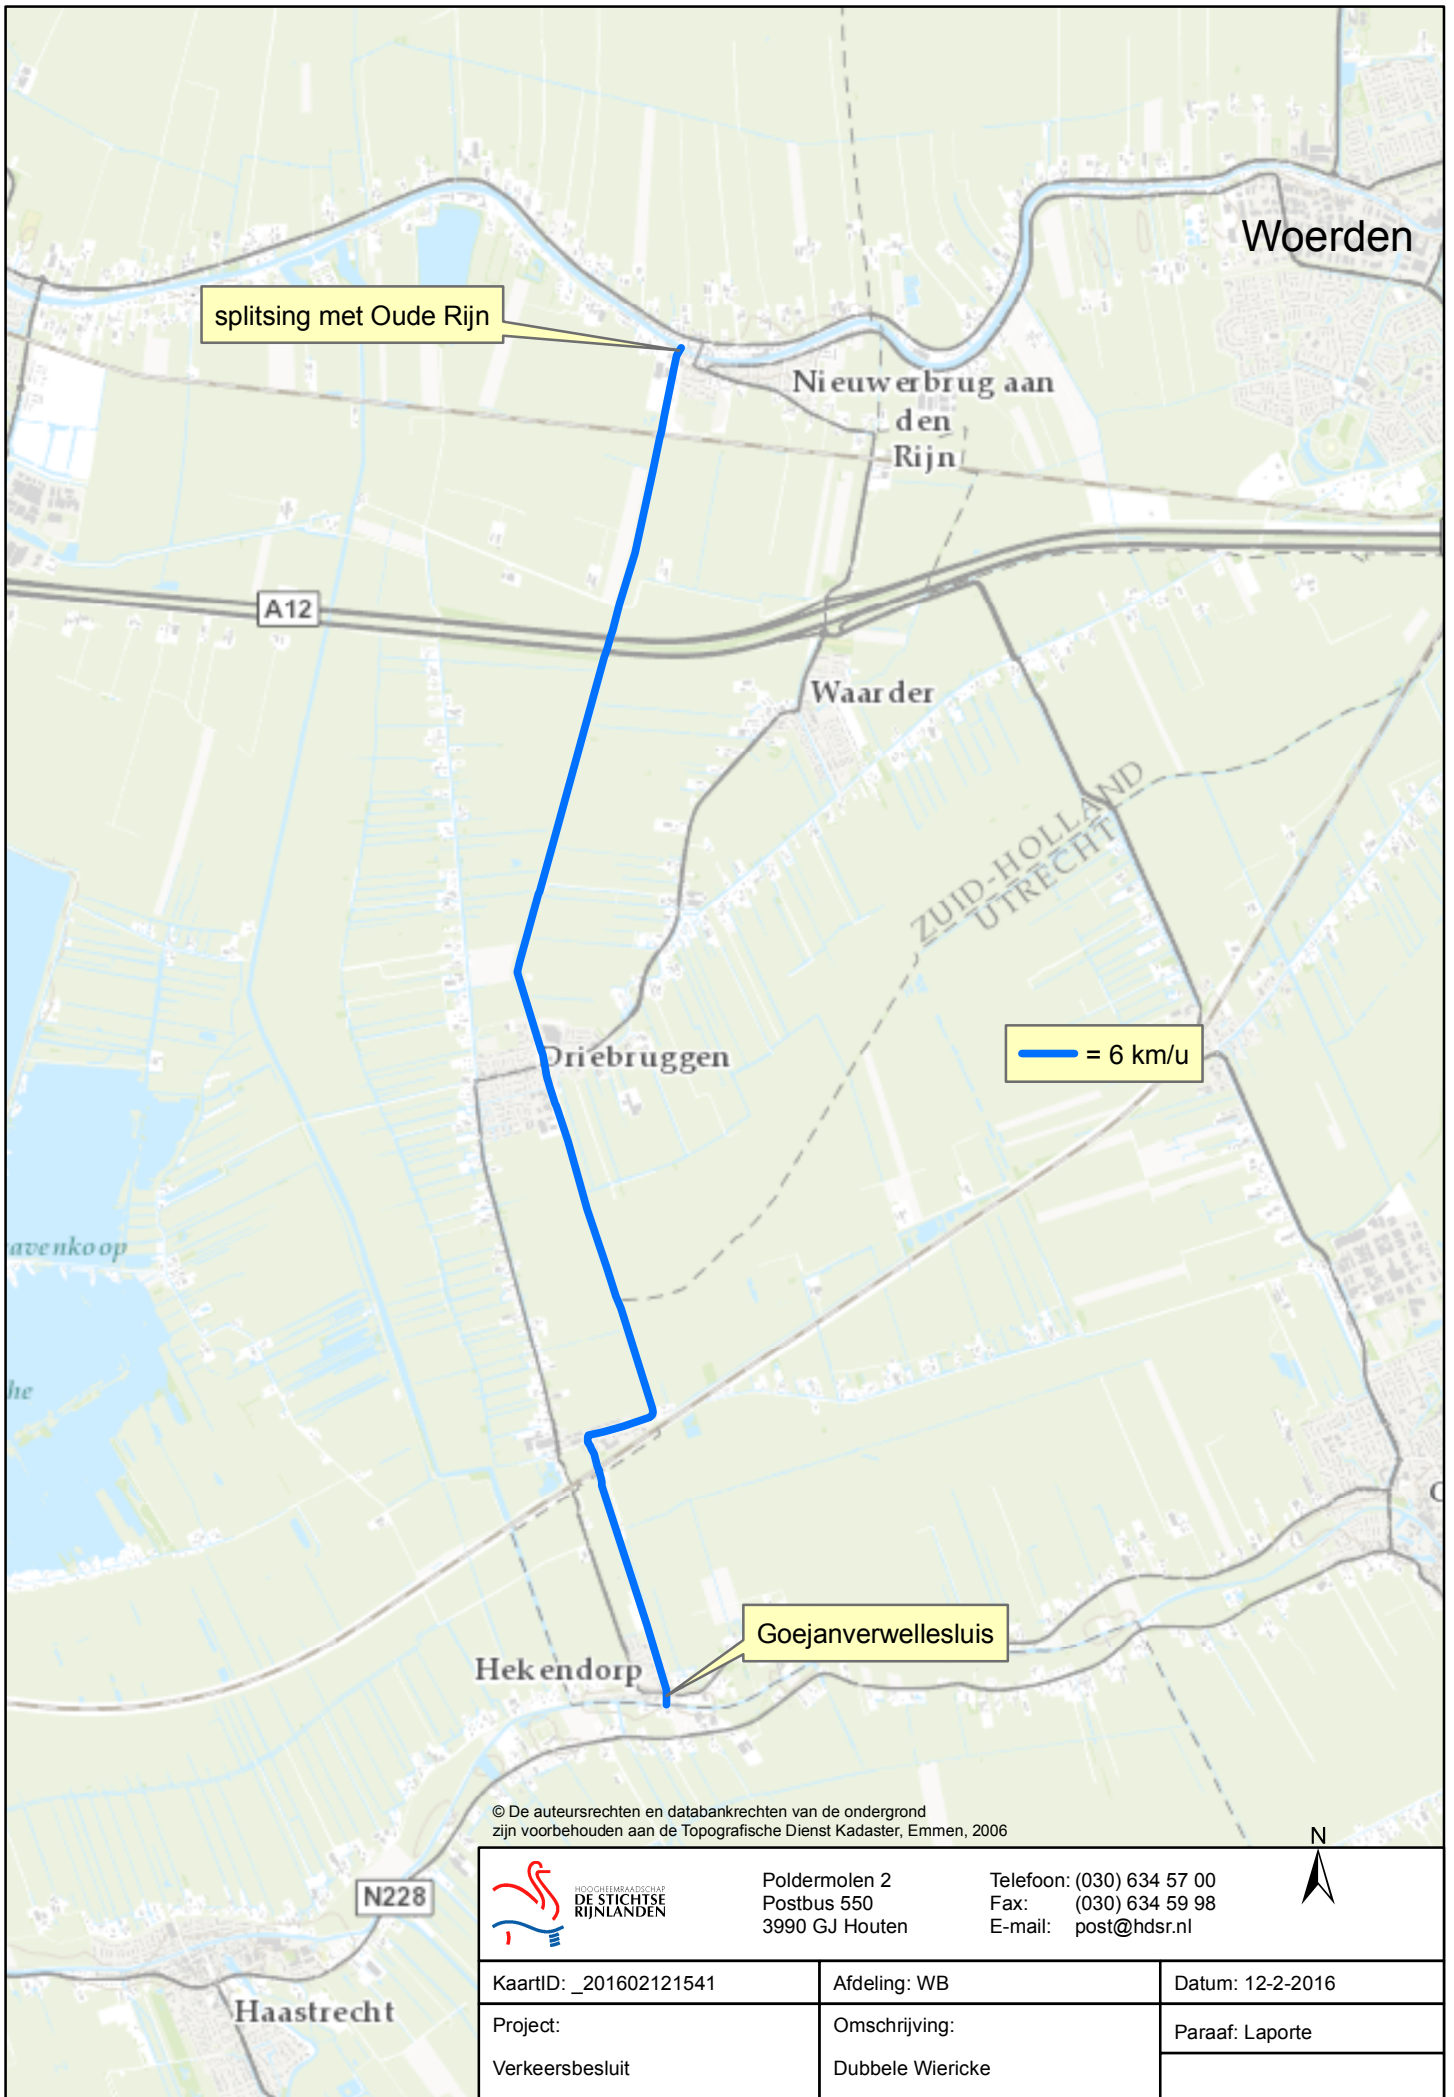 Woerden
splitsing met Oude Rijn
Nieuwerbrug aan
den
Rijn
A12
Waarder
ZUID-HOLLAND
UTRECHT
= 6 km/u
Driebruggen
avenkoop
he
Goejanverwellesluis
Hekendorp
© De auteursrechten en databankrechten van de ondergrond
zijn voorbehouden aan de Topografische Dienst Kadaster, Emmen, 2006
N
N228
HOOGHEEMRAADSCHAP
DE STICHTSE
RIJNLANDEN
Poldermolen 2
Postbus 550
3990 GJ Houten
Telefoon: (030) 634 57 00
Fax: (030) 634 59 98
E-mail: post@hdsr.nl
Haastrecht
KaartID: _201602121541
Afdeling: WB
Datum: 12-2-2016
Project:
Verkeersbesluit
Omschrijving:
Dubbele Wiericke
Paraaf: Laporte